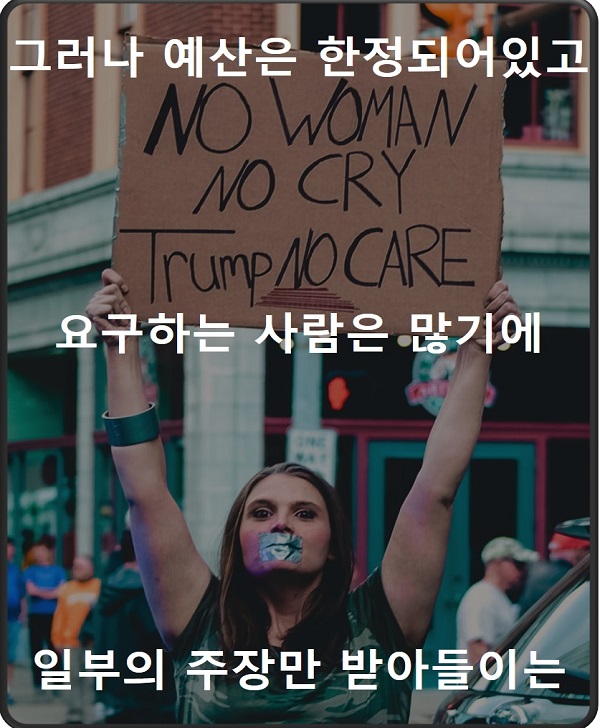 그러나 예산은 한정되어있고
NO WOMAN
NO CRY
Trump NO CARE
요구하는 사람은 많기에
ONE
WAY
일부의 주장만 받아들이는